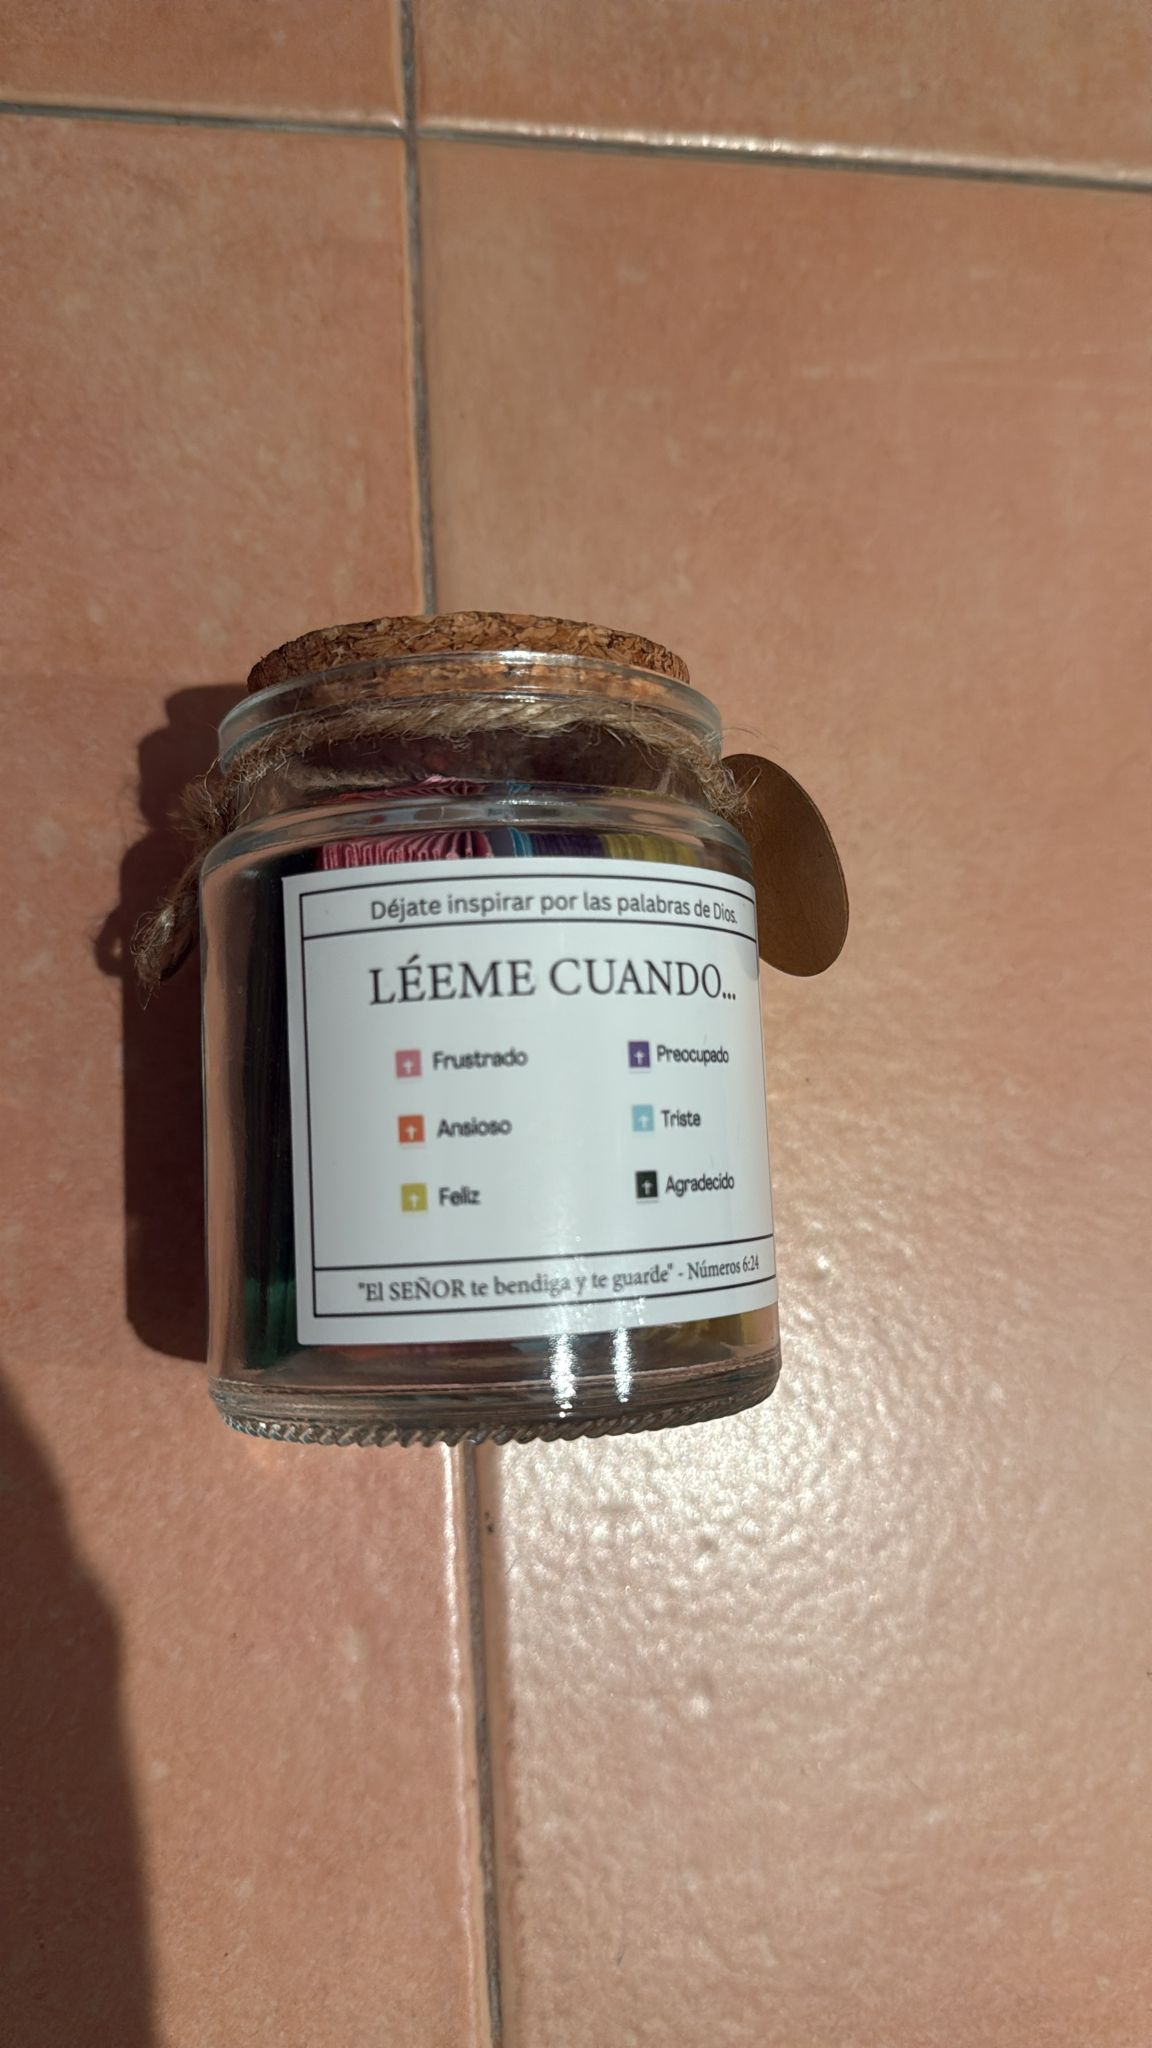 Déjate inspirar por las palabras de Dios.
LÉEME CUANDO...
Frustrado
Preocupado
Ansioso
Triste
Feliz
Agradecido
"El SEÑOR te bendiga y te guarde" - Números 6:24